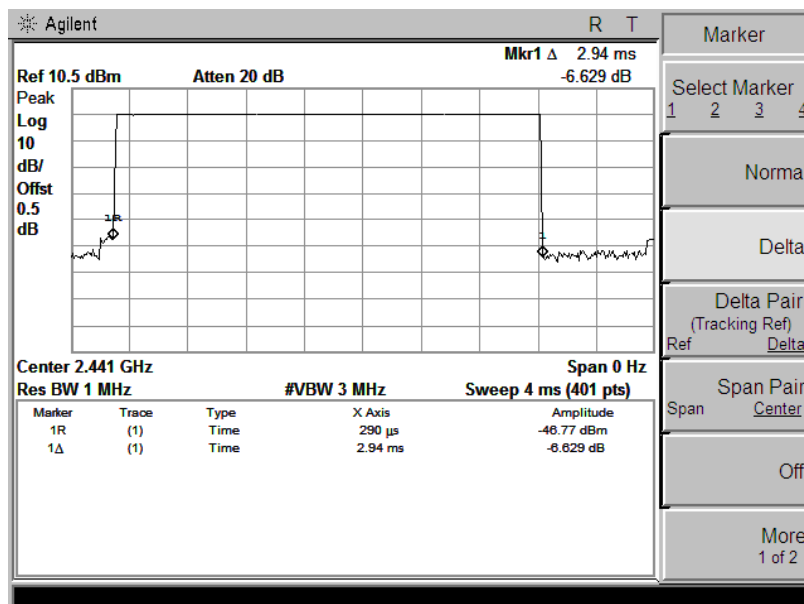 Agilent R T
Mkr1 Δ 2.94 ms
Ref 10.5 dBm Atten 20 dB -6.629 dB
Peak
Log
10
dB/
Offst
0.5
dB
1R
1
Center 2.441 GHz Span 0 Hz
Res BW 1 MHz #VBW 3 MHz Sweep 4 ms (401 pts)
Marker Trace Type X Axis Amplitude
1R (1) Time 290 µs -46.77 dBm
1Δ (1) Time 2.94 ms -6.629 dB
Marker
Select Marker
1 2 3 4
Norma
Delta
Delta Pair
(Tracking Ref)
Ref Delta
Span Pair
Span Center
Off
More
1 of 2